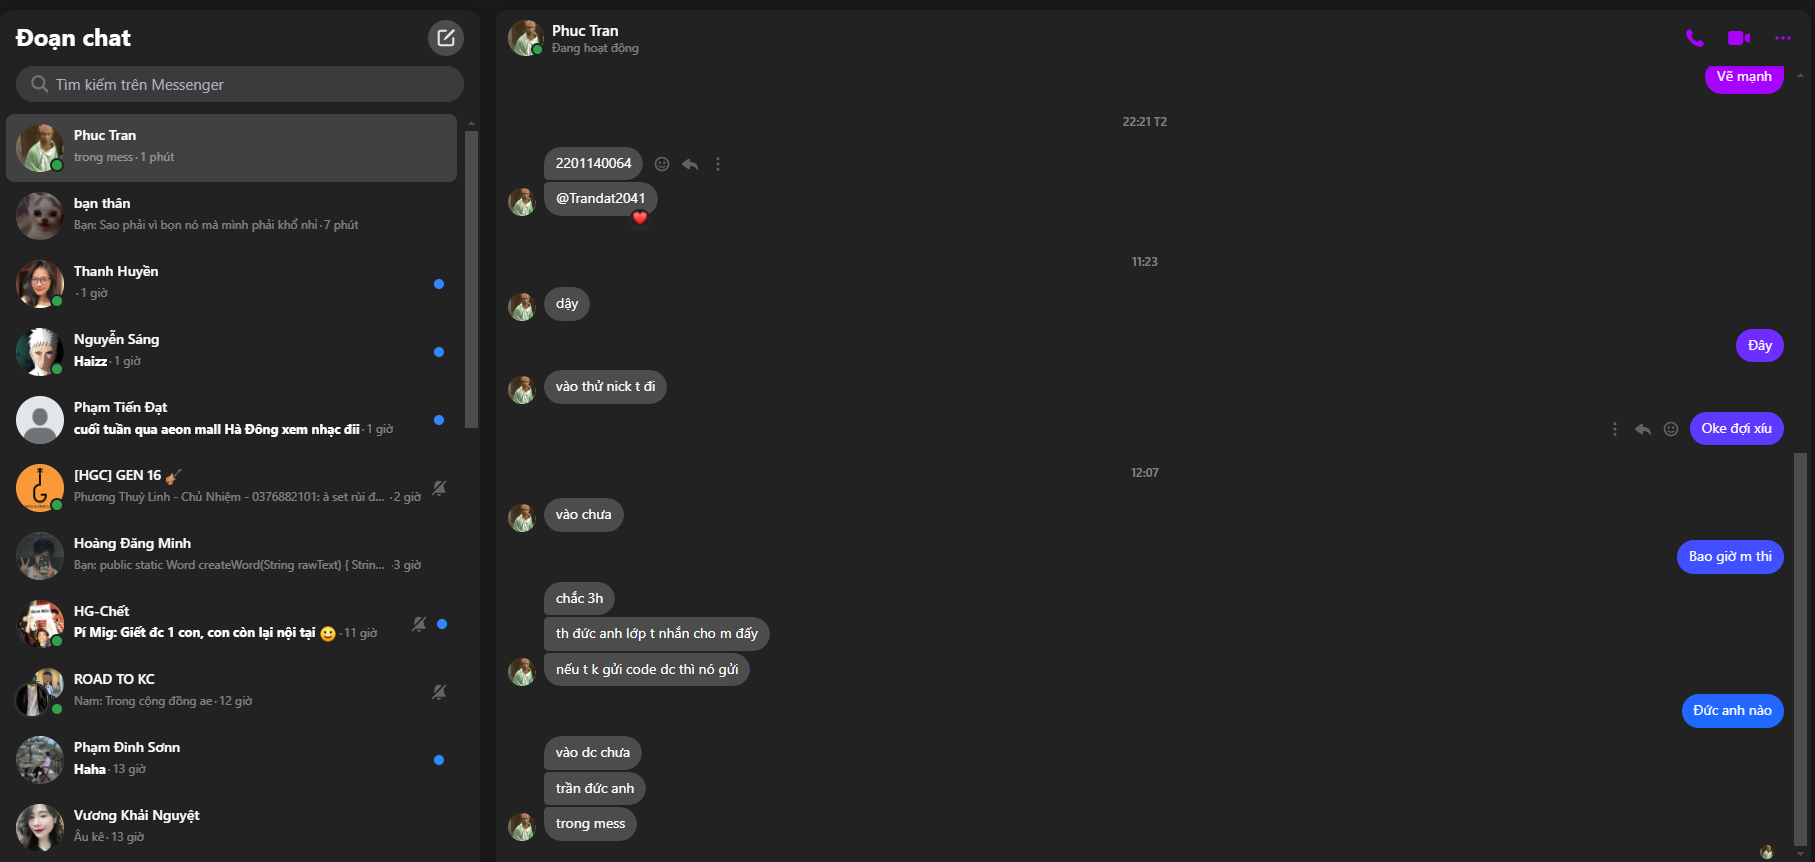 Đoạn chat
Tìm kiếm trên Messenger
Phuc Tran
trong mess · 1 phút
bạn thân
Bạn: Sao phải vì bọn nó mà mình phải khổ nhỉ · 7 phút
Thanh Huyền
· 1 giờ
Nguyễn Sáng
Haizz · 1 giờ
Phạm Tiến Đạt
cuối tuần qua aeon mall Hà Đông xem nhạc đii · 1 giờ
[HGC] GEN 16
Phương Thuỳ Linh - Chủ Nhiệm - 0376882101: à set rùi đ... · 2 giờ
Hoàng Đăng Minh
Bạn: public static Word createWord(String rawText) { Strin... · 3 giờ
HG-Chết
Pí Mig: Giết đc 1 con, con còn lại nội tại 😀 · 11 giờ
ROAD TO KC
Nam: Trong cộng đồng ae · 12 giờ
Phạm Đình Sơnn
Haha · 13 giờ
Vương Khải Nguyệt
Âu kê · 13 giờ
Phuc Tran
Đang hoạt động
Vẽ mạnh
22:21 T2
2201140064
@Trandat2041
11:23
dậy
Đây
vào thử nick t đi
Oke đợi xíu
12:07
vào chưa
Bao giờ m thi
chắc 3h
th đức anh lớp t nhắn cho m đấy
nếu t k gửi code dc thì nó gửi
Đức anh nào
vào dc chưa
trần đức anh
trong mess